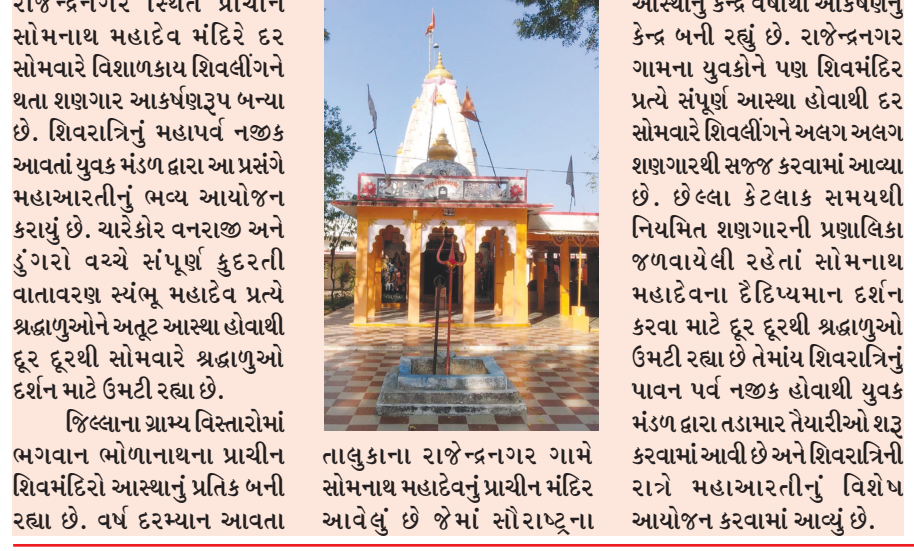 રાજેન્દ્રનગર સ્થિત પ્રાચીન
સોમનાથ મહાદેવ મંદિરે દર
સોમવારે વિશાળકાય શિવલીંગને
થતા શણગાર આકર્ષણરૂપ બન્યા
છે. શિવરાત્રિનું મહાપર્વ નજીક
આવતાં યુવક મંડળ દ્વારા આ પ્રસંગે
મહાઆરતીનું ભવ્ય આયોજન
કરાયું છે. ચારેકોર વનરાજી અને
ડુંગરો વચ્ચે સંપૂર્ણ કુદરતી
વાતાવરણ સ્યંભૂ મહાદેવ પ્રત્યે
શ્રદ્ધાળુઓને અતૂટ આસ્થા હોવાથી
દૂર દૂરથી સોમવારે શ્રદ્ધાળુઓ
દર્શન માટે ઉમટી રહ્યા છે.
જિલ્લાના ગ્રામ્ય વિસ્તારોમાં
ભગવાન ભોળાનાથના પ્રાચીન
શિવમંદિરો આસ્થાનું પ્રતિક બની
રહ્યા છે. વર્ષ દરમ્યાન આવતા
તાલુકાના રાજેન્દ્રનગર ગામે
સોમનાથ મહાદેવનું પ્રાચીન મંદિર
આવેલું છે જેમાં સૌરાષ્ટ્રના
આસ્થાનું કેન્દ્ર વર્ષોથી આકર્ષણનું
કેન્દ્ર બની રહ્યું છે. રાજેન્દ્રનગર
ગામના યુવકોને પણ શિવમંદિર
પ્રત્યે સંપૂર્ણ આસ્થા હોવાથી દર
સોમવારે શિવલીંગને અલગ અલગ
શણગારથી સજ્જ કરવામાં આવ્યા
છે. છેલ્લા કેટલાક સમયથી
નિયમિત શણગારની પ્રણાલિકા
જળવાયેલી રહેતાં સોમનાથ
મહાદેવના દૈદિપ્યમાન દર્શન
કરવા માટે દૂર દૂરથી શ્રદ્ધાળુઓ
ઉમટી રહ્યા છે તેમાંય શિવરાત્રિનું
પાવન પર્વ નજીક હોવાથી યુવક
મંડળ દ્વારા તડામાર તૈયારીઓ શરૂ
કરવામાં આવી છે અને શિવરાત્રિની
રાત્રે મહાઆરતીનું વિશેષ
આયોજન કરવામાં આવ્યું છે.